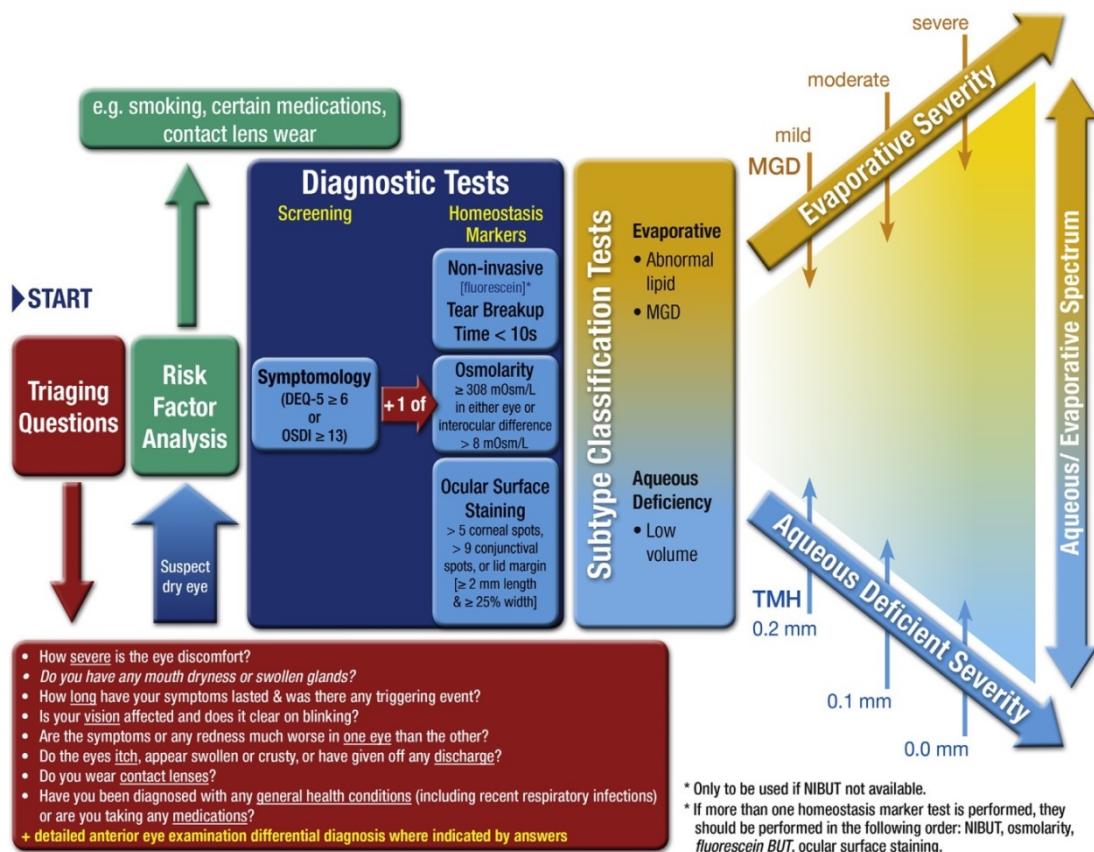 e.g. smoking, certain medications,
contact lens wear
START
Triaging
Questions
Risk
Factor
Analysis
Suspect
dry eye
Diagnostic Tests
Screening
Homeostasis
Markers
Symptomology
(DEQ-5 ≥ 6
or
OSDI ≥ 13)
+1 of
Non-invasive
[fluorescein]*
Tear Breakup
Time < 10s
Osmolarity
≥ 308 mOsm/L
in either eye or
interocular difference
> 8 mOsm/L
Ocular Surface
Staining
> 5 corneal spots,
> 9 conjunctival
spots, or lid margin
[≥ 2 mm length
& ≥ 25% width]
Subtype Classification Tests
Evaporative
• Abnormal
lipid
• MGD
Aqueous
Deficiency
• Low
volume
severe
moderate
mild
MGD
Evaporative Severity
Aqueous/ Evaporative Spectrum
Aqueous Deficient Severity
TMH
0.2 mm
0.1 mm
0.0 mm
• How severe is the eye discomfort?
• Do you have any mouth dryness or swollen glands?
• How long have your symptoms lasted & was there any triggering event?
• Is your vision affected and does it clear on blinking?
• Are the symptoms or any redness much worse in one eye than the other?
• Do the eyes itch, appear swollen or crusty, or have given off any discharge?
• Do you wear contact lenses?
• Have you been diagnosed with any general health conditions (including recent respiratory infections)
or are you taking any medications?
+ detailed anterior eye examination differential diagnosis where indicated by answers
* Only to be used if NIBUT not available.
* If more than one homeostasis marker test is performed, they
should be performed in the following order: NIBUT, osmolarity,
fluorescein BUT, ocular surface staining.